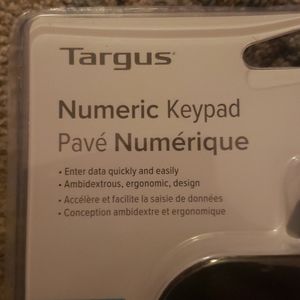 Targus
Numeric Keypad
Pavé Numérique
• Enter data quickly and easily
• Ambidextrous, ergonomic, design
• Accélère et facilite la saisie de données
• Conception ambidextre et ergonomique